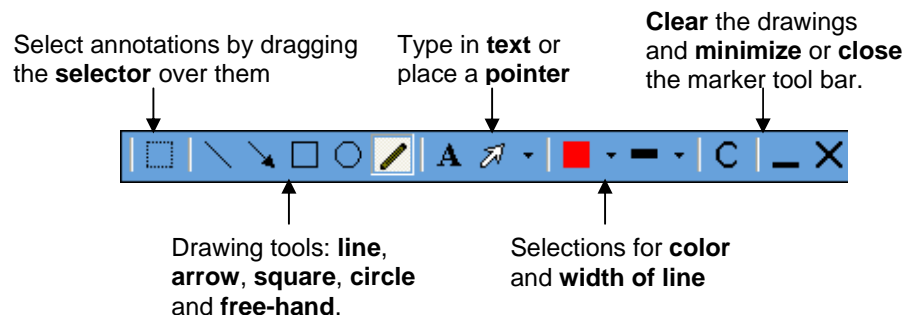 Select annotations by dragging
the selector over them
Type in text or
place a pointer
Clear the drawings
and minimize or close
the marker tool bar.
A
C
Drawing tools: line,
arrow, square, circle
and free-hand.
Selections for color
and width of line